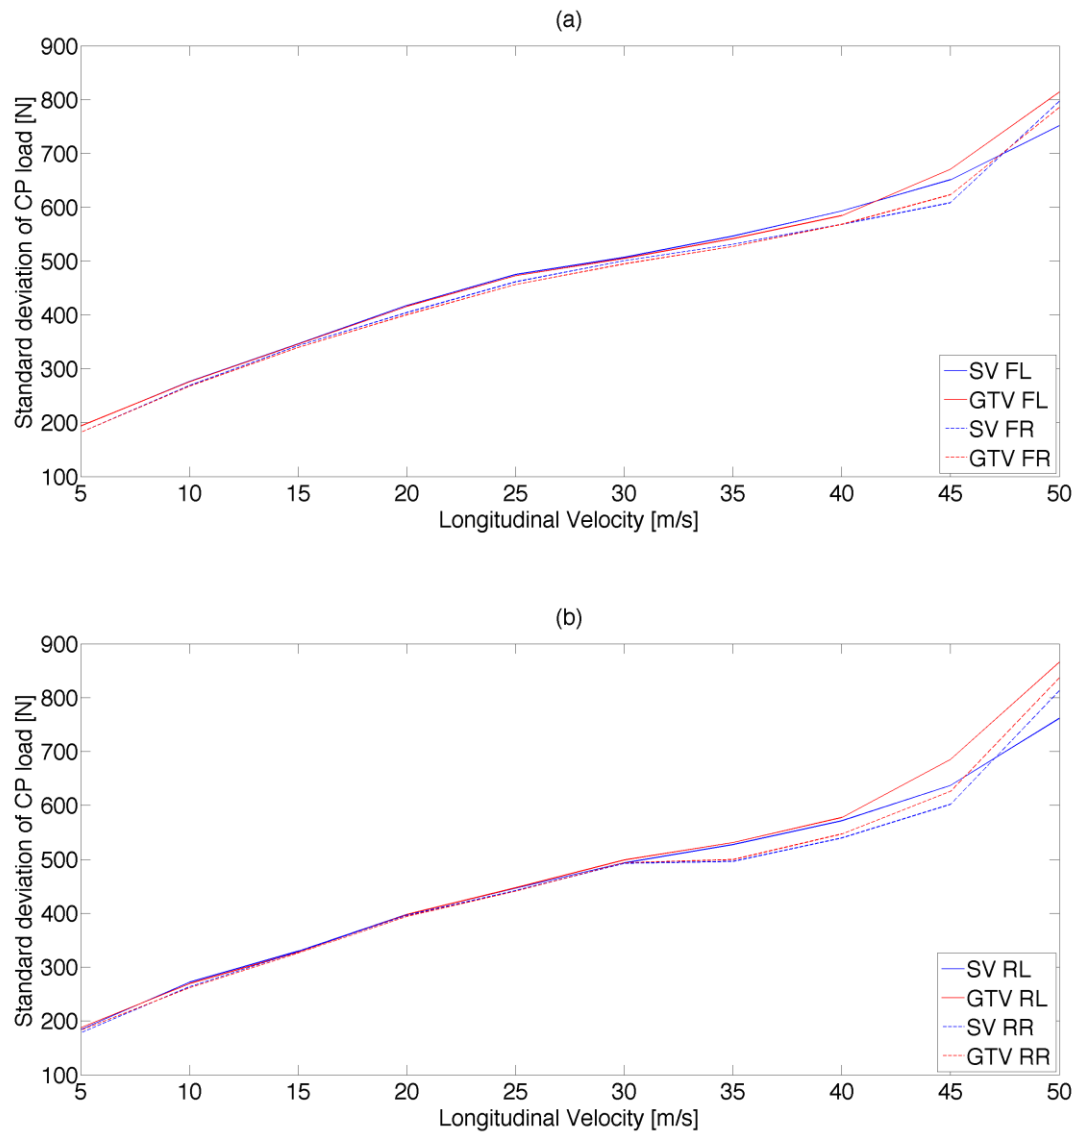 (a)
Standard deviation of CP load [N]
900
800
700
600
500
400
300
200
100
SV FL
GTV FL
SV FR
GTV FR
5 10 15 20 25 30 35 40 45 50
Longitudinal Velocity [m/s]
(b)
Standard deviation of CP load [N]
900
800
700
600
500
400
300
200
100
SV RL
GTV RL
SV RR
GTV RR
5 10 15 20 25 30 35 40 45 50
Longitudinal Velocity [m/s]